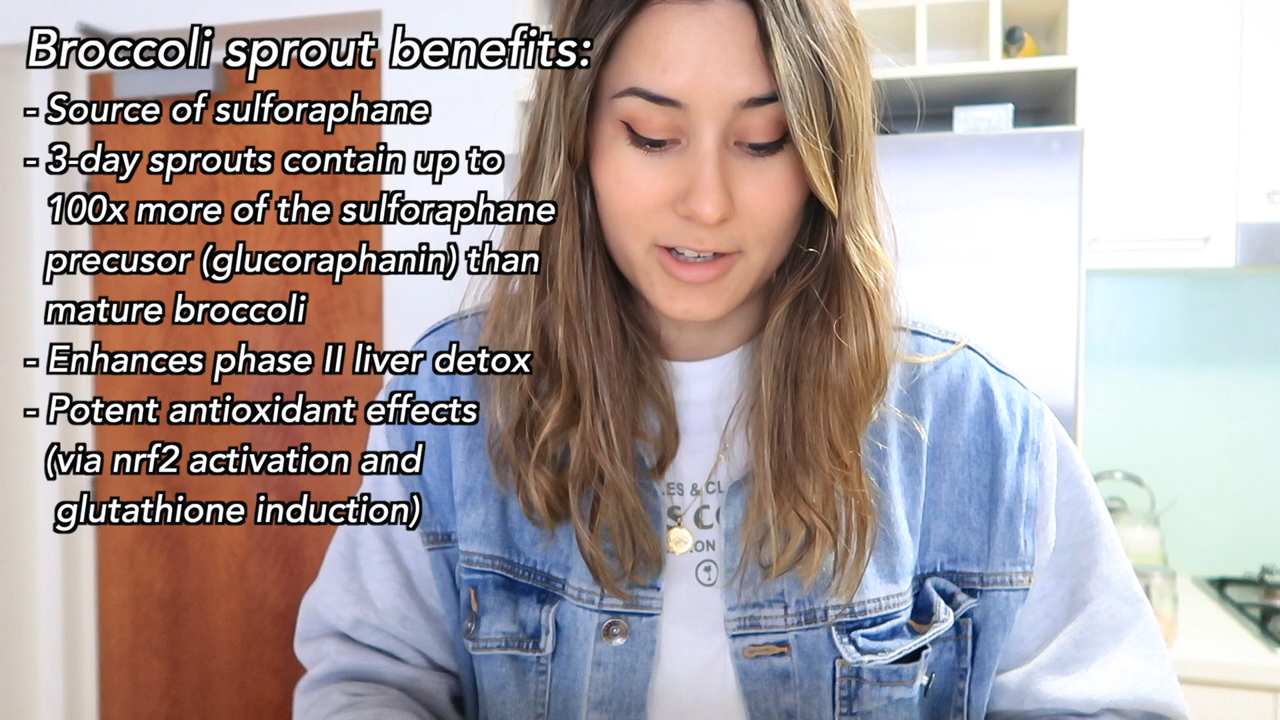 Broccoli sprout benefits:
- Source of sulforaphane
- 3-day sprouts contain up to
100x more of the sulforaphane
precusor (glucoraphanin) than
mature broccoli
- Enhances phase II liver detox
- Potent antioxidant effects
(via nrf2 activation and
glutathione induction)